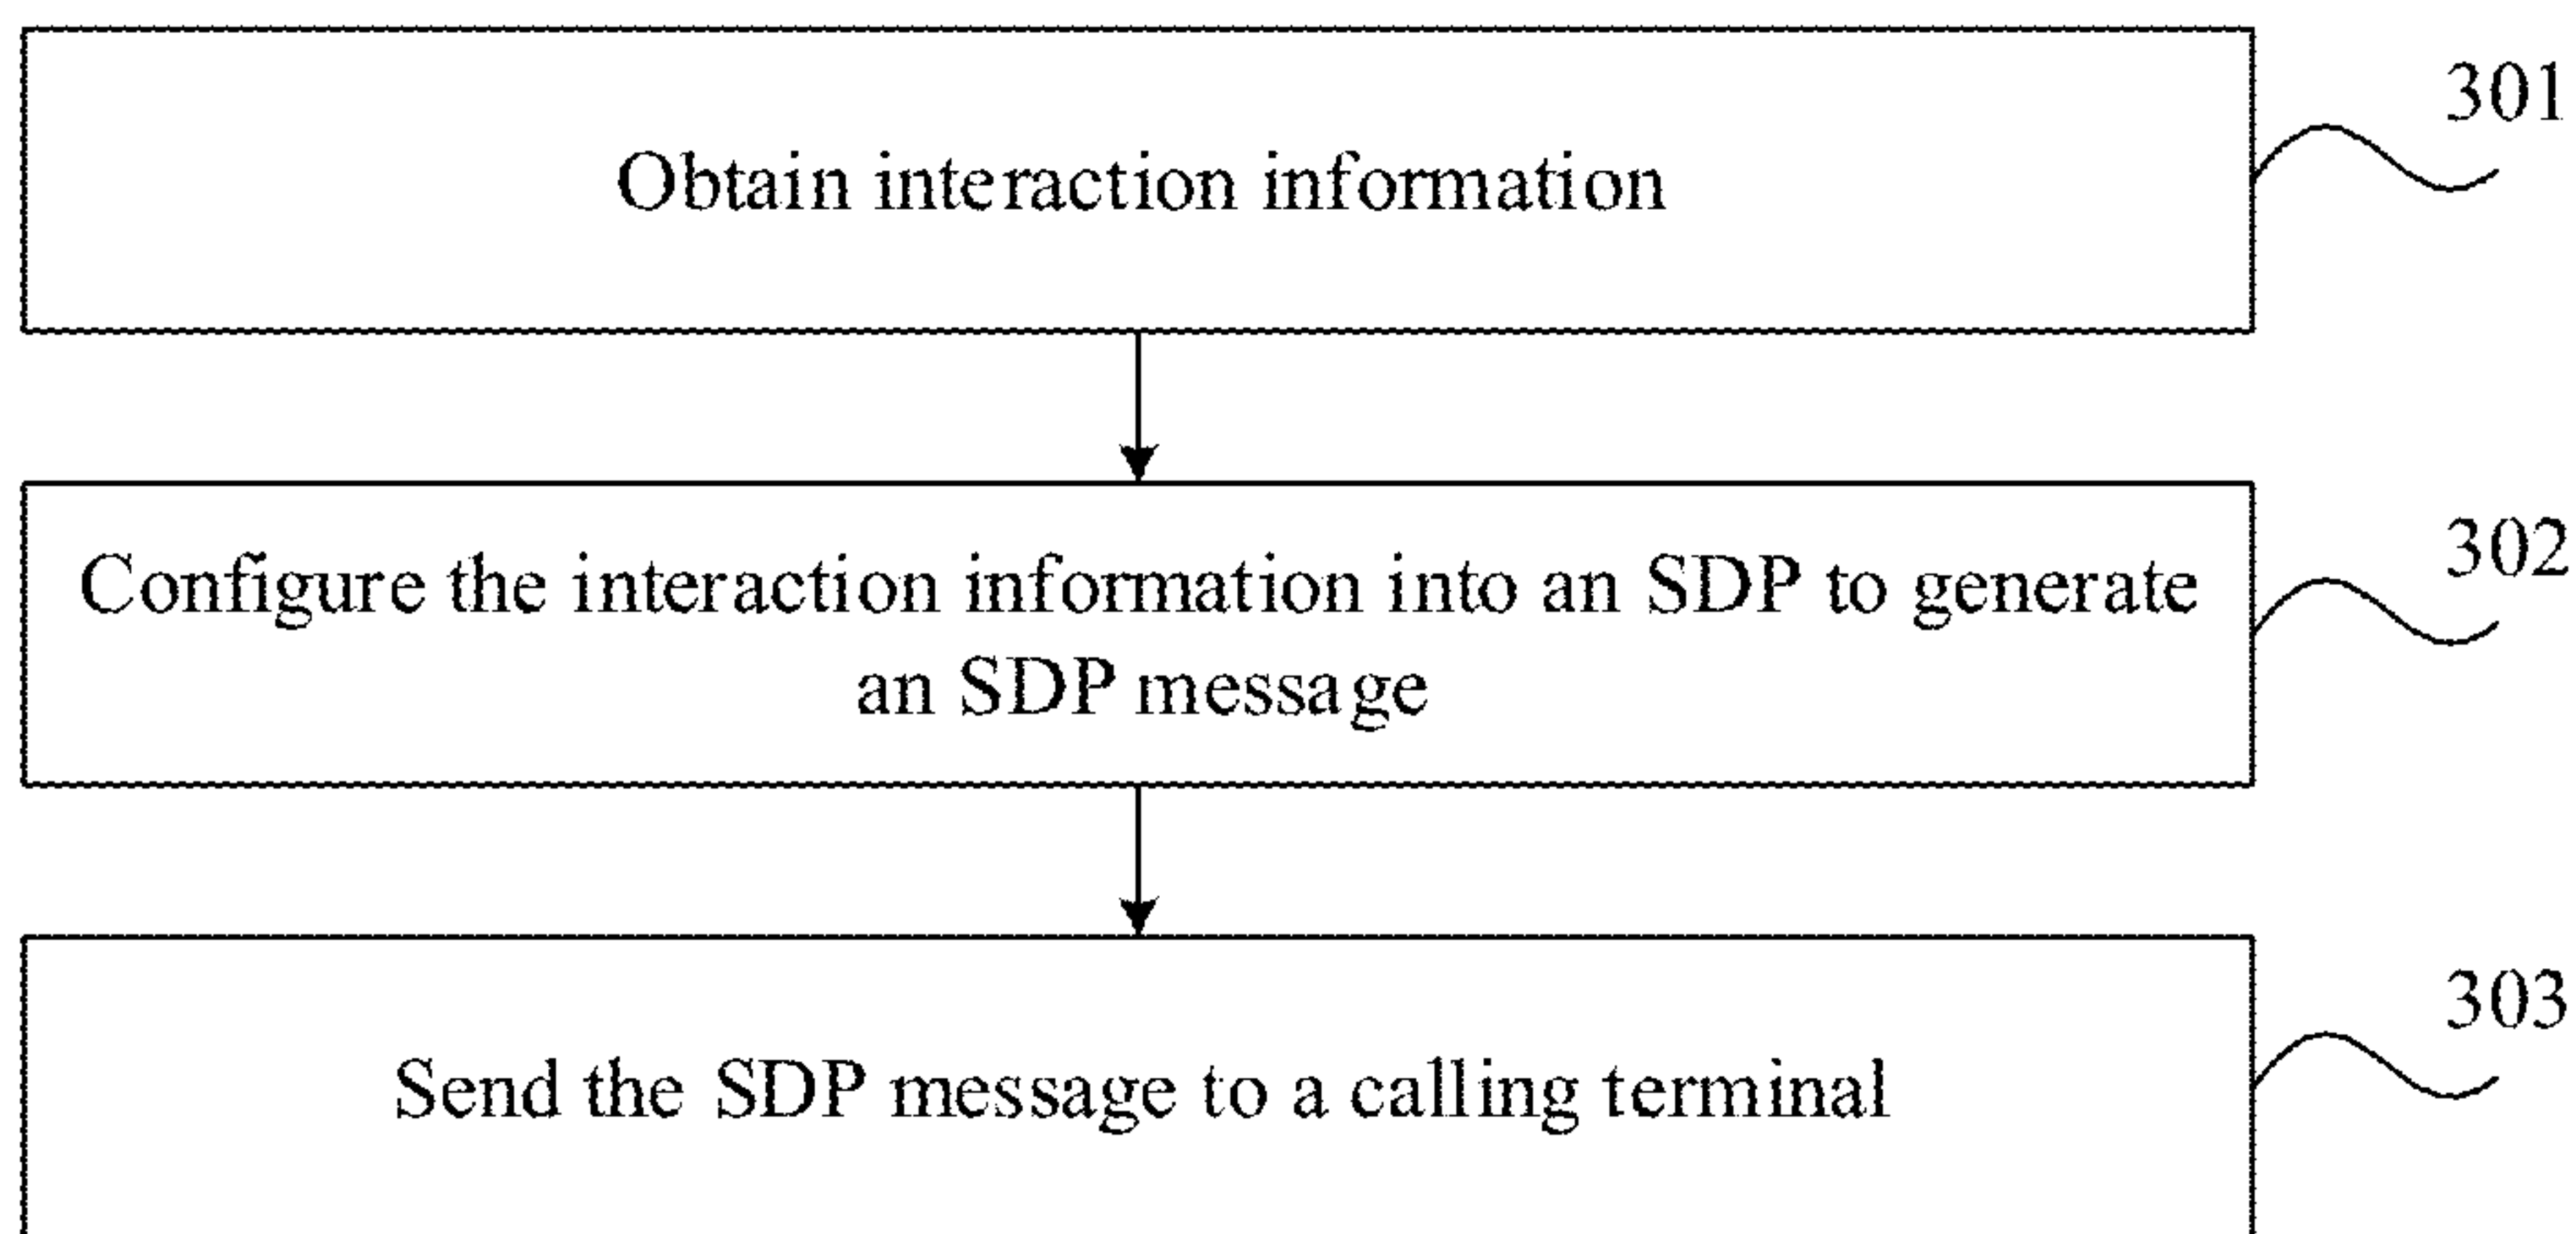 301
Obtain interaction information
302
Configure the interaction information into an SDP to generate
an SDP message
303
Send the SDP message to a calling terminal